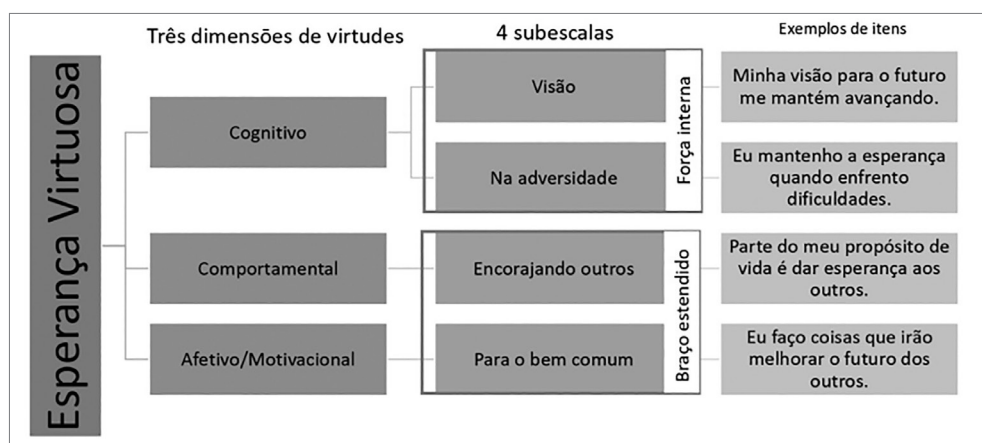 Três dimensões de virtudes
4 subescalas
Exemplos de itens
Esperança Virtuosa
Cognitivo
Visão
Na adversidade
Força interna
Minha visão para o futuro
me mantém avançando.
Eu mantenho a esperança
quando enfrento
dificuldades.
Comportamental
Afetivo/Motivacional
Encorajando outros
Para o bem comum
Braço estendido
Parte do meu propósito de
vida é dar esperança aos
outros.
Eu faço coisas que irão
melhorar o futuro dos
outros.